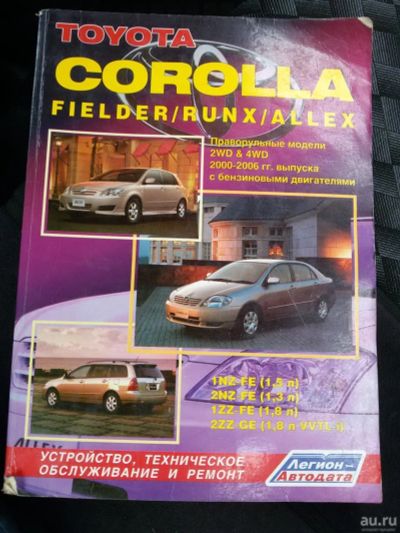 TOYOTA
COROLLA
FIELDER/RUNX/ALLEX
Праворульные модели
2WD & 4WD
2000-2006 гг. выпуска
с бензиновыми двигателями
1NZ-FE (1,5 л)
2NZ-FE (1,3 л)
1ZZ-FE (1,8 л)
2ZZ-GE (1,8 л VVTL-i)
ALLEX
УСТРОЙСТВО, ТЕХНИЧЕСКОЕ
ОБСЛУЖИВАНИЕ И РЕМОНТ
Легион
Автодата
au.ru